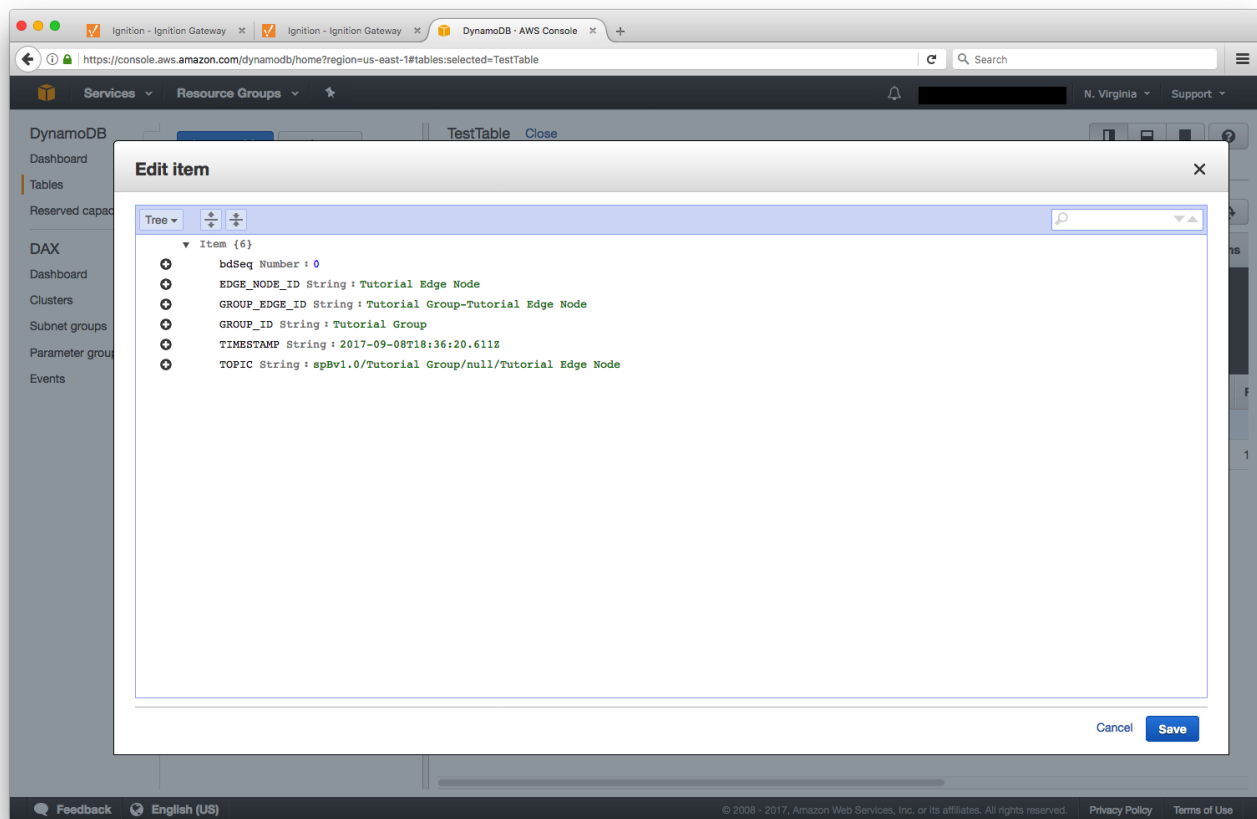 Ignition - Ignition Gateway
Ignition - Ignition Gateway
DynamoDB · AWS Console
https://console.aws.amazon.com/dynamodb/home?region=us-east-1#tables:selected=TestTable
Search
Services
Resource Groups
N. Virginia
Support
DynamoDB
Dashboard
Tables
Reserved capac
DAX
Dashboard
Clusters
Subnet groups
Parameter group
Events
TestTable Close
Edit item
Tree
Item {6}
bdSeq Number : 0
EDGE_NODE_ID String : Tutorial Edge Node
GROUP_EDGE_ID String : Tutorial Group-Tutorial Edge Node
GROUP_ID String : Tutorial Group
TIMESTAMP String : 2017-09-08T18:36:20.611Z
TOPIC String : spBv1.0/Tutorial Group/null/Tutorial Edge Node
Cancel
Save
Feedback
English (US)
© 2008 - 2017, Amazon Web Services, Inc. or its affiliates. All rights reserved.
Privacy Policy
Terms of Use